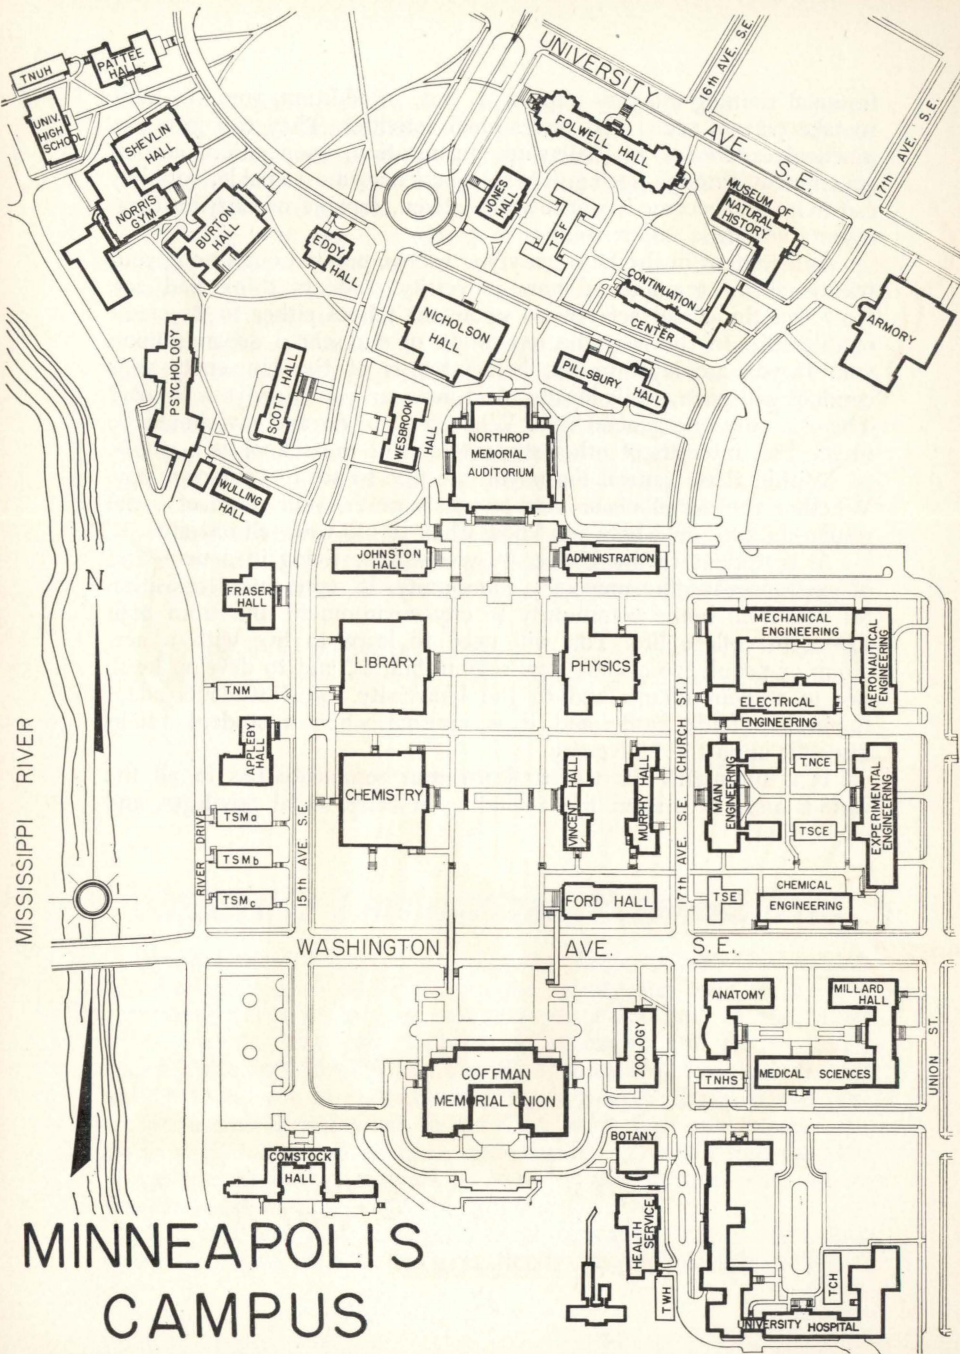 UNIVERSITY AVE. S.E.
16th AVE. S.E.
17th AVE. S.E.
TNUH
PATTEE
HALL
UNIV.
HIGH
SCHOOL
SHEVLIN
HALL
NORRIS
GYM
BURTON
HALL
EDDY
HALL
JONES
HALL
FOLWELL HALL
TSF
MUSEUM OF
NATURAL
HISTORY
CONTINUATION
CENTER
ARMORY
NICHOLSON
HALL
PILLSBURY HALL
PSYCHOLOGY
SCOTT HALL
WESBROOK
HALL
NORTHROP
MEMORIAL
AUDITORIUM
WULLING
HALL
JOHNSTON
HALL
ADMINISTRATION
N
FRASER
HALL
LIBRARY
PHYSICS
MECHANICAL
ENGINEERING
AERONAUTICAL
ENGINEERING
ELECTRICAL
ENGINEERING
TNM
APPLEBY
HALL
CHEMISTRY
VINCENT HALL
MURPHY HALL
17th AVE. S.E. (CHURCH ST.)
MAIN
ENGINEERING
TNCE
TSCE
EXPERIMENTAL
ENGINEERING
MISSISSIPPI RIVER
RIVER DRIVE
TSMa
TSMb
TSMc
15th AVE. S.E.
FORD HALL
TSE
CHEMICAL
ENGINEERING
WASHINGTON AVE. S.E.
ANATOMY
MILLARD
HALL
ZOOLOGY
TNHS
MEDICAL SCIENCES
UNION ST.
COFFMAN
MEMORIAL UNION
BOTANY
COMSTOCK
HALL
HEALTH
SERVICE
TWH
TCH
UNIVERSITY HOSPITAL
MINNEAPOLIS
CAMPUS